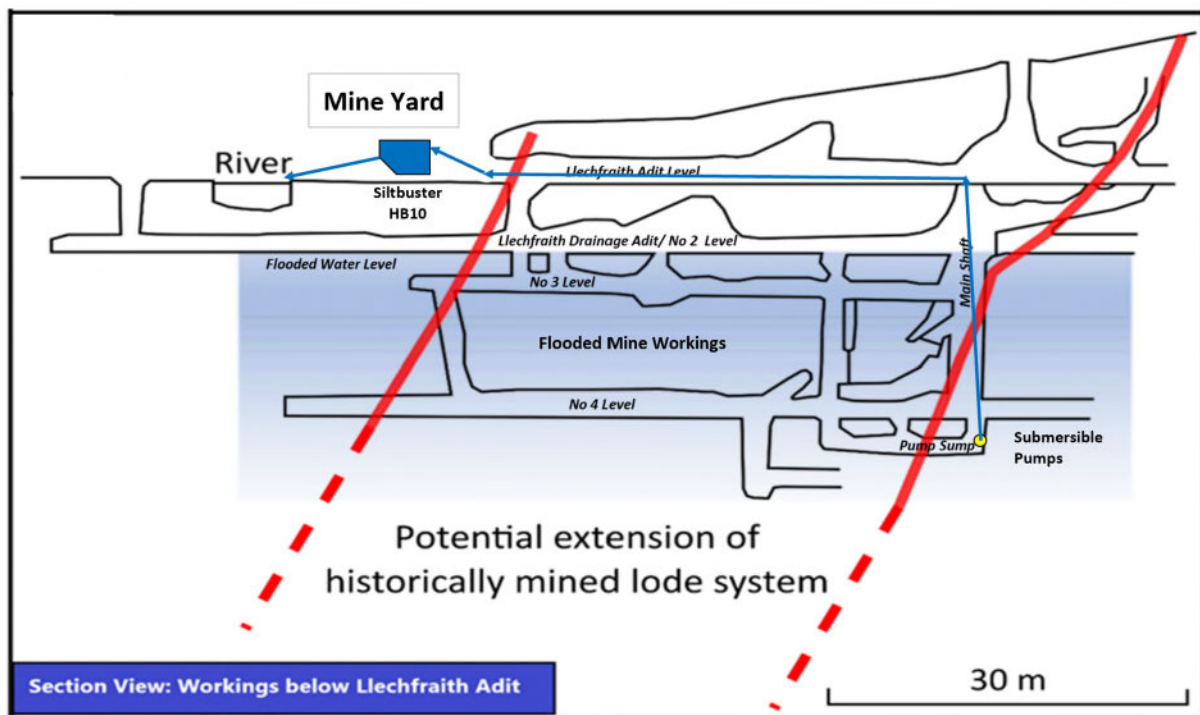 Mine Yard
River
Llechfraith Adit Level
Siltbuster
HB10
Llechfraith Drainage Adit/ No 2 Level
Flooded Water Level
Main Shaft
No 3 Level
Flooded Mine Workings
No 4 Level
Pump Sump
Submersible
Pumps
Potential extension of
historically mined lode system
Section View: Workings below Llechfraith Adit
30 m